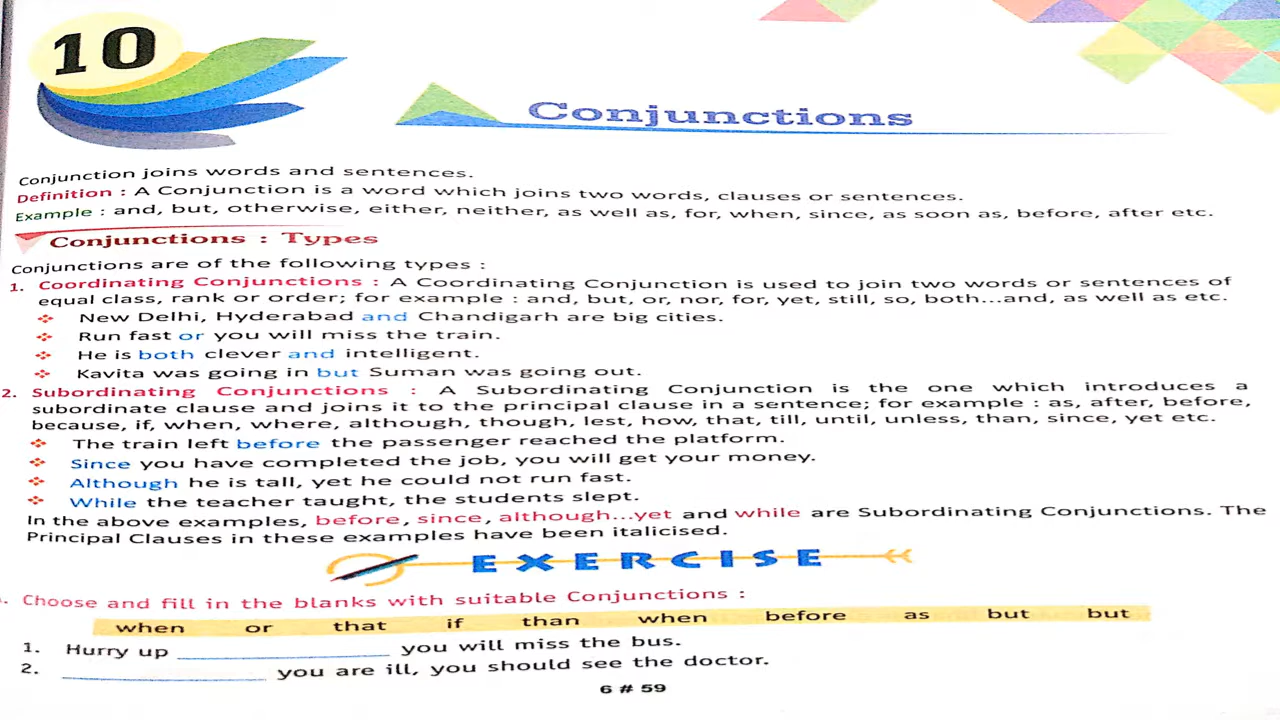 10
Conjunctions
Conjunction joins words and sentences.
Definition : A Conjunction is a word which joins two words, clauses or sentences.
Example : and, but, otherwise, either, neither, as well as, for, when, since, as soon as, before, after etc.
Conjunctions : Types
Conjunctions are of the following types :
1. Coordinating Conjunctions : A Coordinating Conjunction is used to join two words or sentences of
equal class, rank or order; for example : and, but, or, nor, for, yet, still, so, both...and, as well as etc.
❖ New Delhi, Hyderabad and Chandigarh are big cities.
❖ Run fast or you will miss the train.
❖ He is both clever and intelligent.
❖ Kavita was going in but Suman was going out.
2. Subordinating Conjunctions : A Subordinating Conjunction is the one which introduces a
subordinate clause and joins it to the principal clause in a sentence; for example : as, after, before,
because, if, when, where, although, though, lest, how, that, till, until, unless, than, since, yet etc.
❖ The train left before the passenger reached the platform.
❖ Since you have completed the job, you will get your money.
❖ Although he is tall, yet he could not run fast.
❖ While the teacher taught, the students slept.
In the above examples, before, since, although...yet and while are Subordinating Conjunctions. The
Principal Clauses in these examples have been italicised.
EXERCISE
Choose and fill in the blanks with suitable Conjunctions :
when or that if than when before as but but
1. Hurry up ____________ you will miss the bus.
2. ____________ you are ill, you should see the doctor.
6 # 59